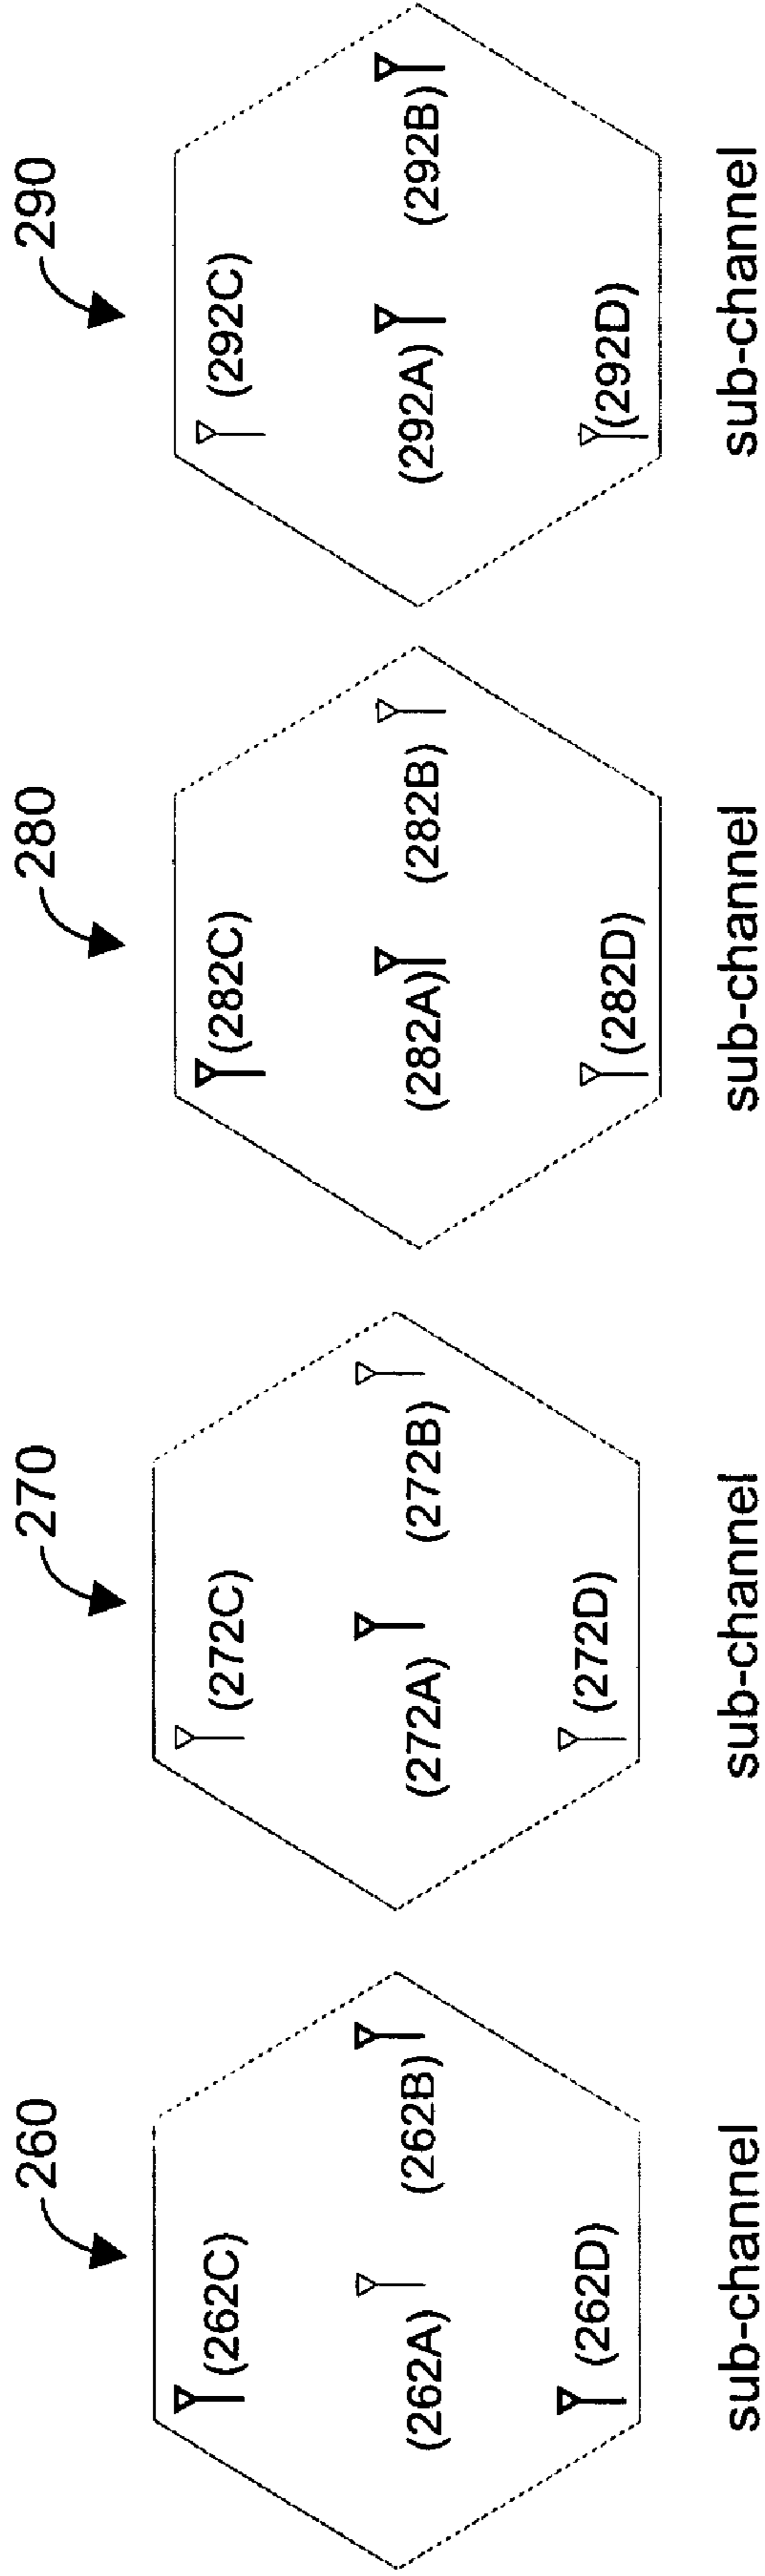 260
(262C)
(262A)
(262B)
(262D)
sub-channel
270
(272C)
(272A)
(272B)
(272D)
sub-channel
280
(282C)
(282A)
(282B)
(282D)
sub-channel
290
(292C)
(292A)
(292B)
(292D)
sub-channel